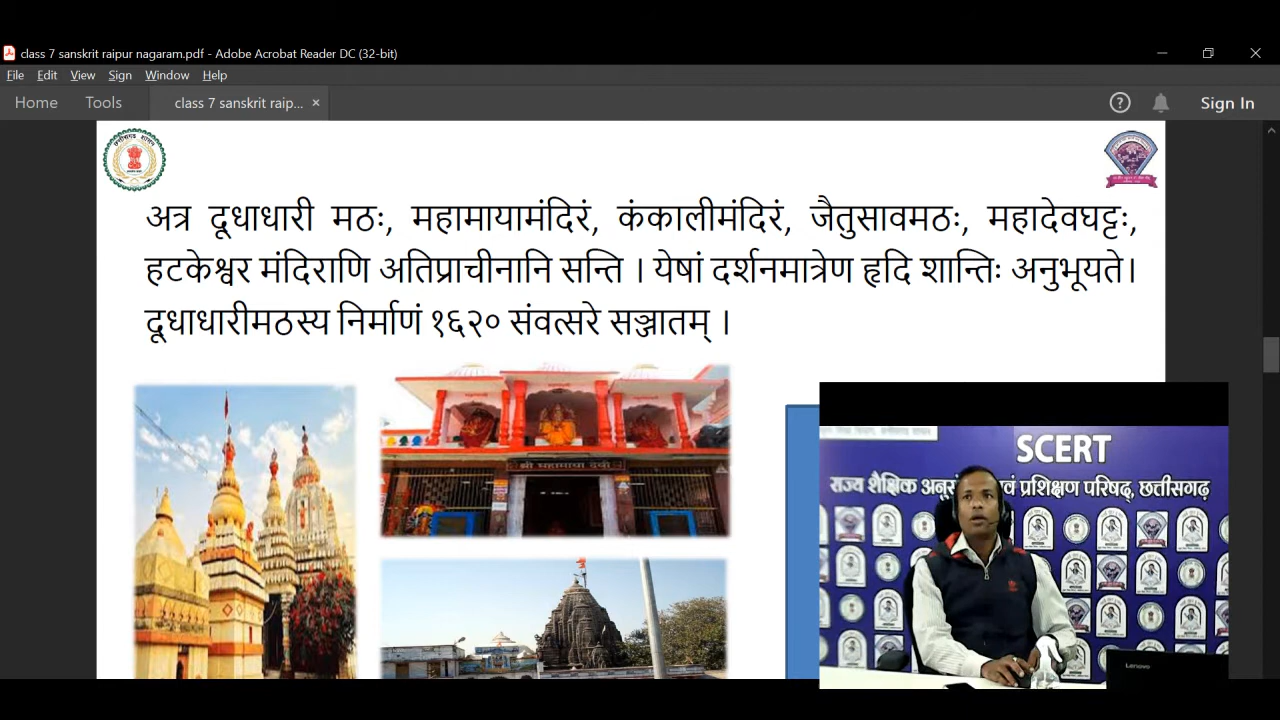 class 7 sanskrit raipur nagaram.pdf - Adobe Acrobat Reader DC (32-bit)
File Edit View Sign Window Help
Home Tools class 7 sanskrit raip... × Sign In
अत्र दूधाधारी मठः, महामायामंदिरं, कंकालीमंदिरं, जैतुसावमठः, महादेवघट्टः,
हटकेश्वर मंदिराणि अतिप्राचीनानि सन्ति । येषां दर्शनमात्रेण हृदि शान्तिः अनुभूयते।
दूधाधारीमठस्य निर्माणं १६२० संवत्सरे सञ्जातम् ।
श्री महामाया देवी
SCERT
राज्य शैक्षिक अनुसं वं प्रशिक्षण परिषद, छत्तीसगढ़
Lenovo